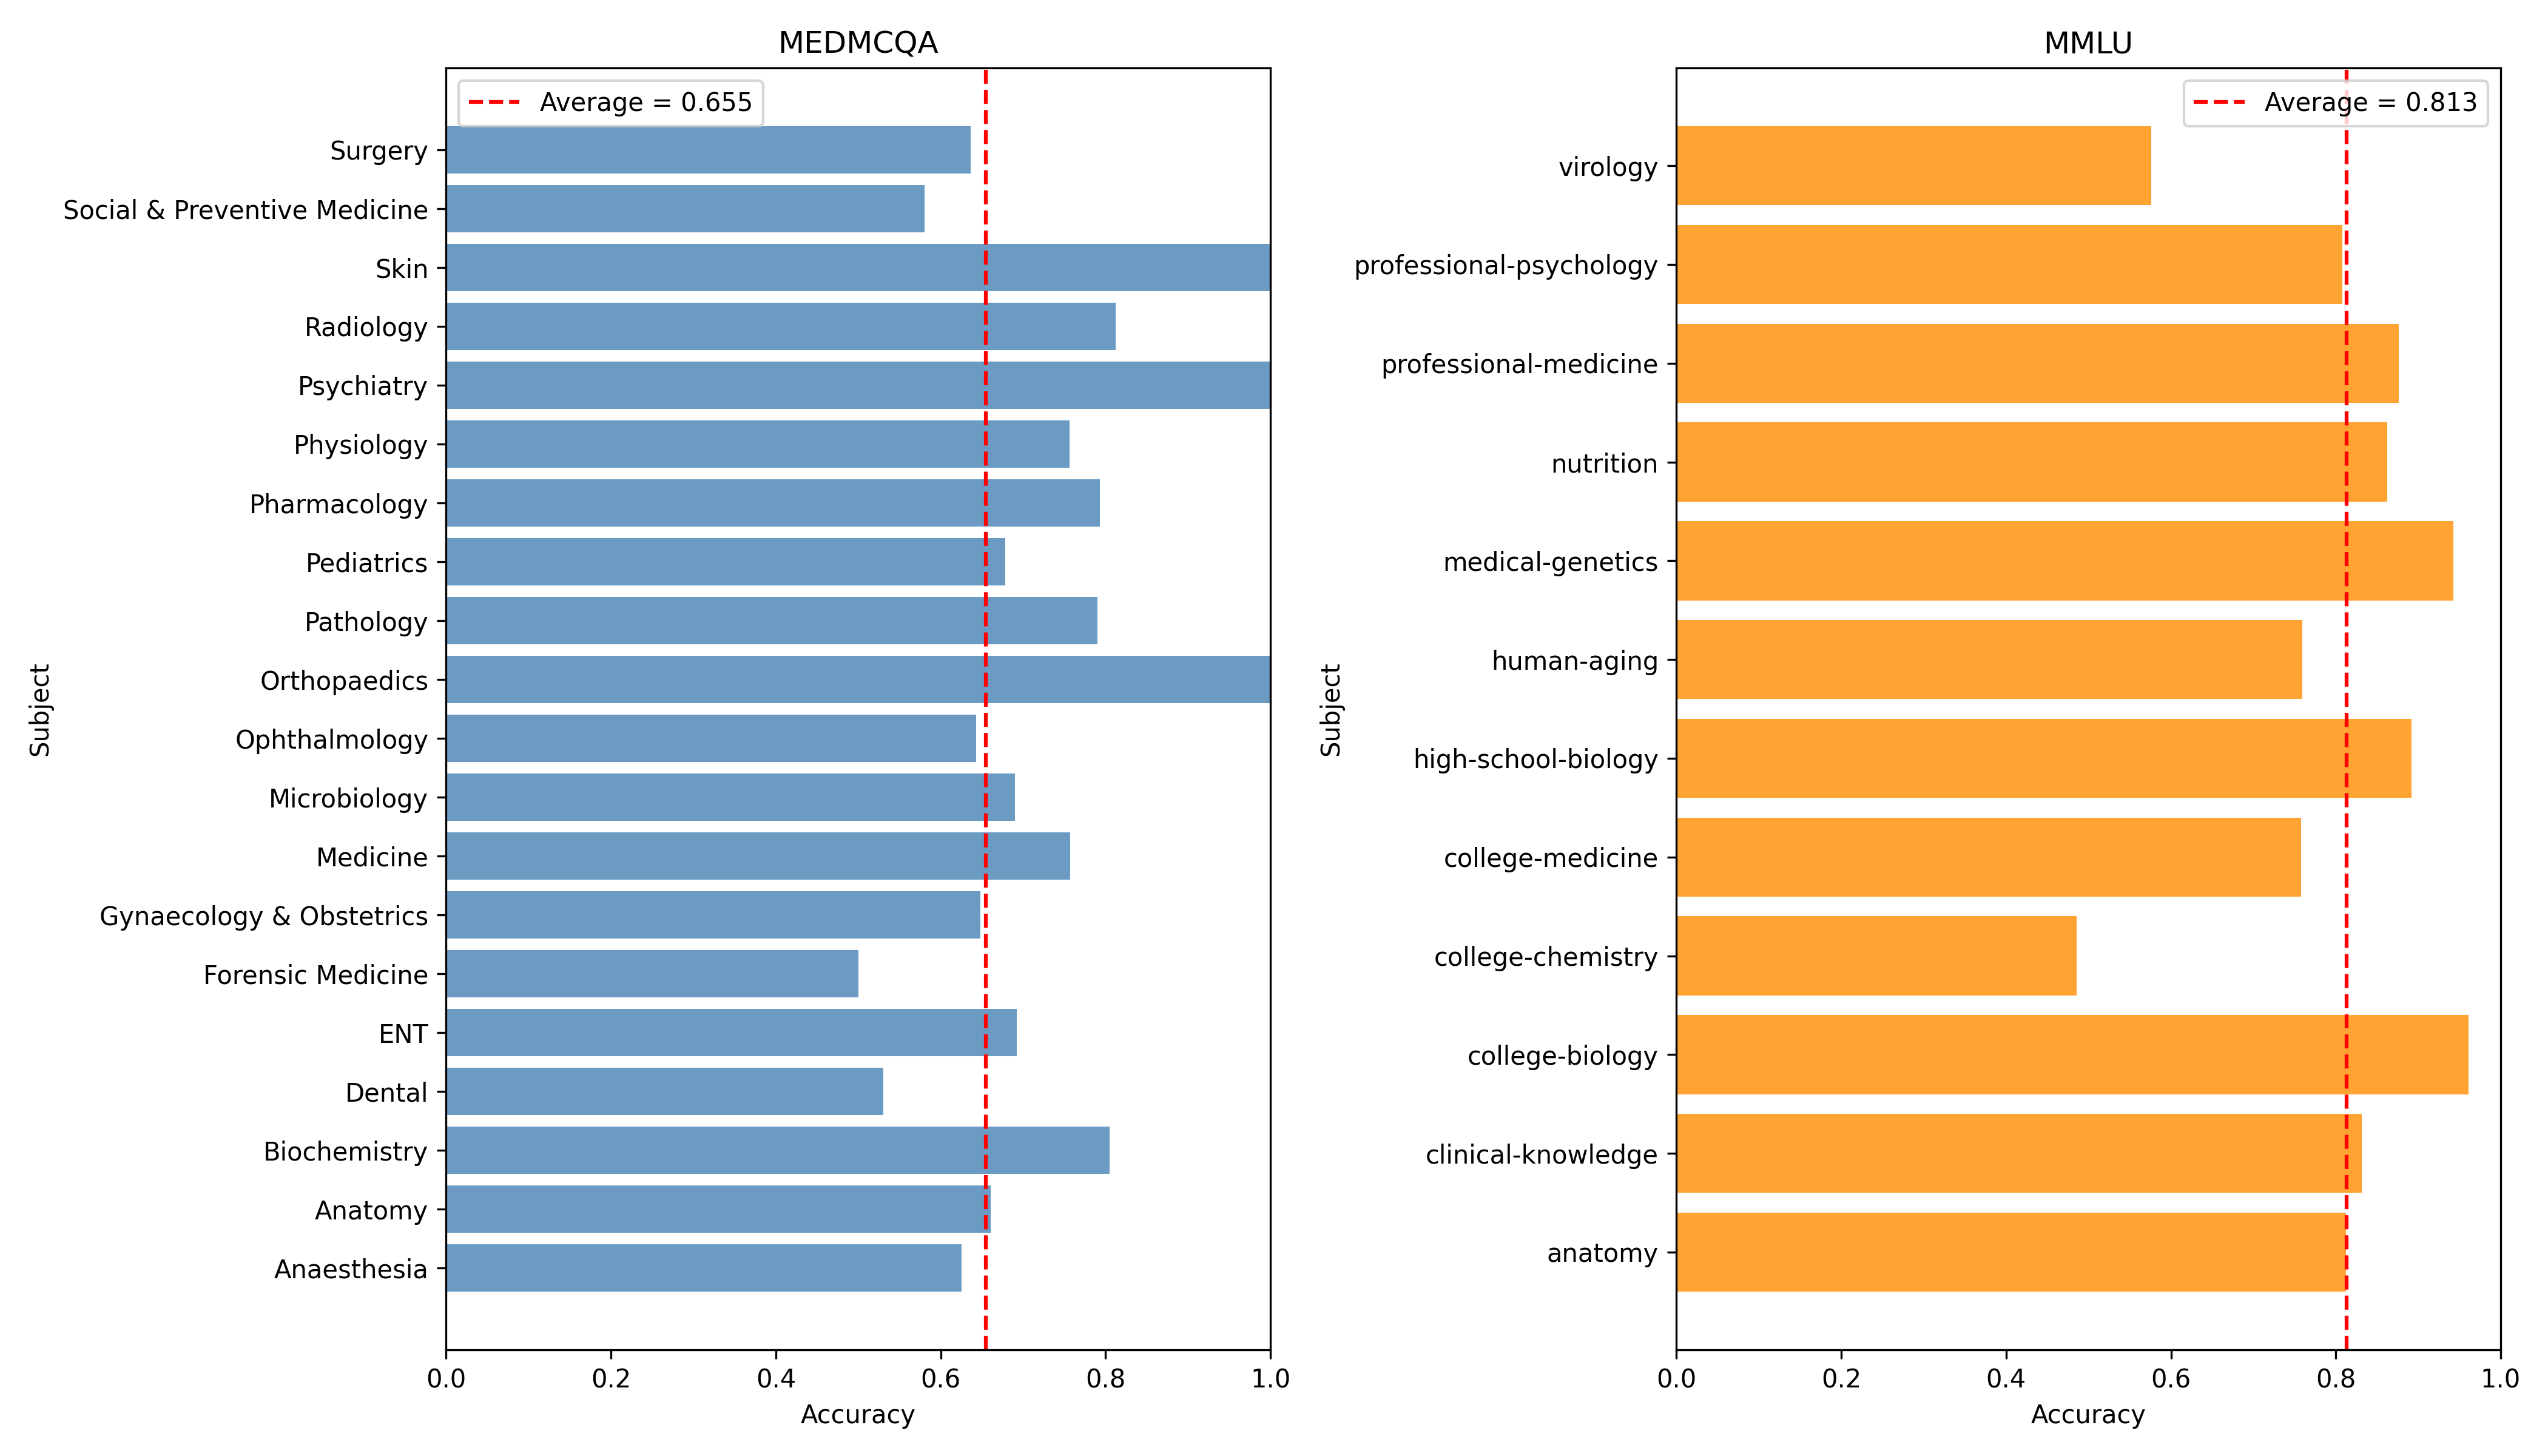 MEDMCQA
Average = 0.655
Subject
Surgery
Social & Preventive Medicine
Skin
Radiology
Psychiatry
Physiology
Pharmacology
Pediatrics
Pathology
Orthopaedics
Ophthalmology
Microbiology
Medicine
Gynaecology & Obstetrics
Forensic Medicine
ENT
Dental
Biochemistry
Anatomy
Anaesthesia
0.0 0.2 0.4 0.6 0.8 1.0
Accuracy
MMLU
Average = 0.813
Subject
virology
professional-psychology
professional-medicine
nutrition
medical-genetics
human-aging
high-school-biology
college-medicine
college-chemistry
college-biology
clinical-knowledge
anatomy
0.0 0.2 0.4 0.6 0.8 1.0
Accuracy